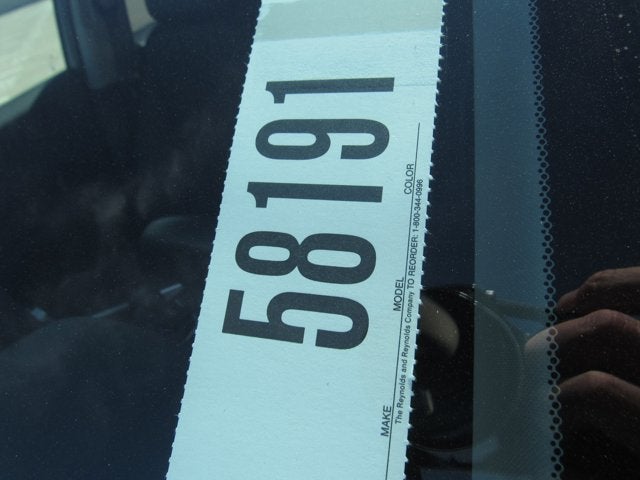 58191
MAKE MODEL COLOR
The Reynolds and Reynolds Company TO REORDER: 1-800-344-0996